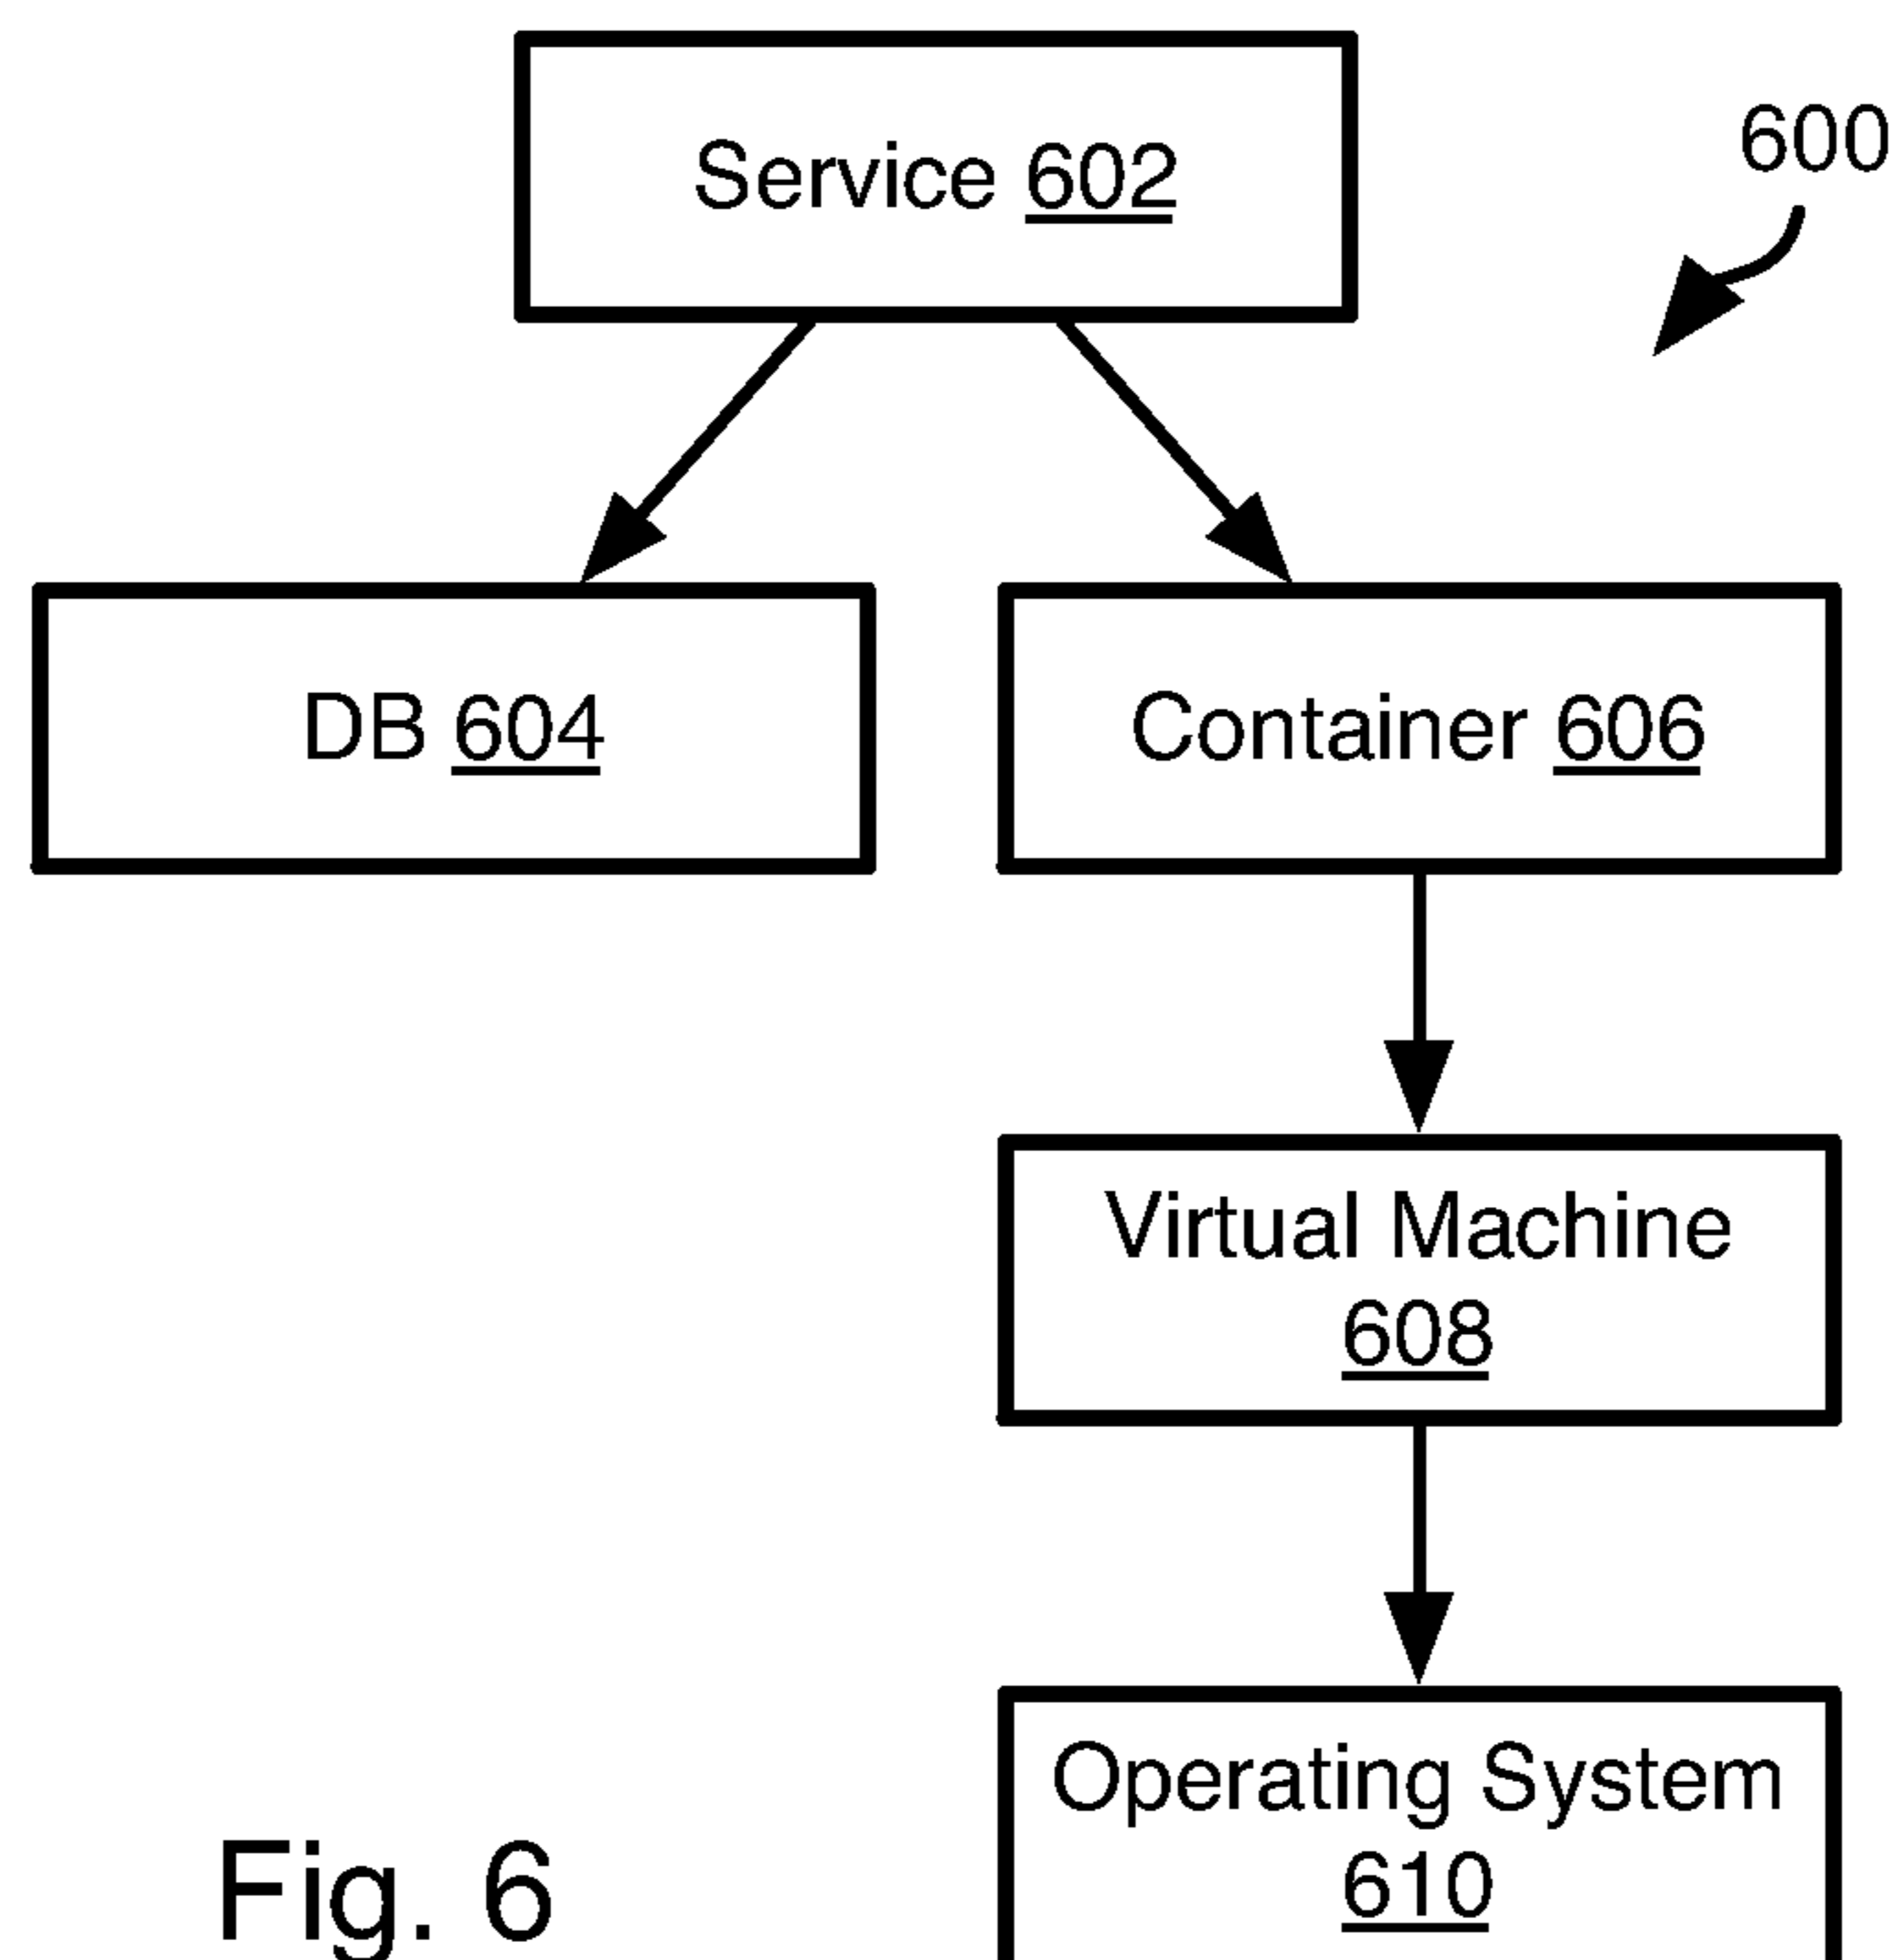 Service 602
600
DB 604
Container 606
Virtual Machine
608
Operating System
610
Fig. 6